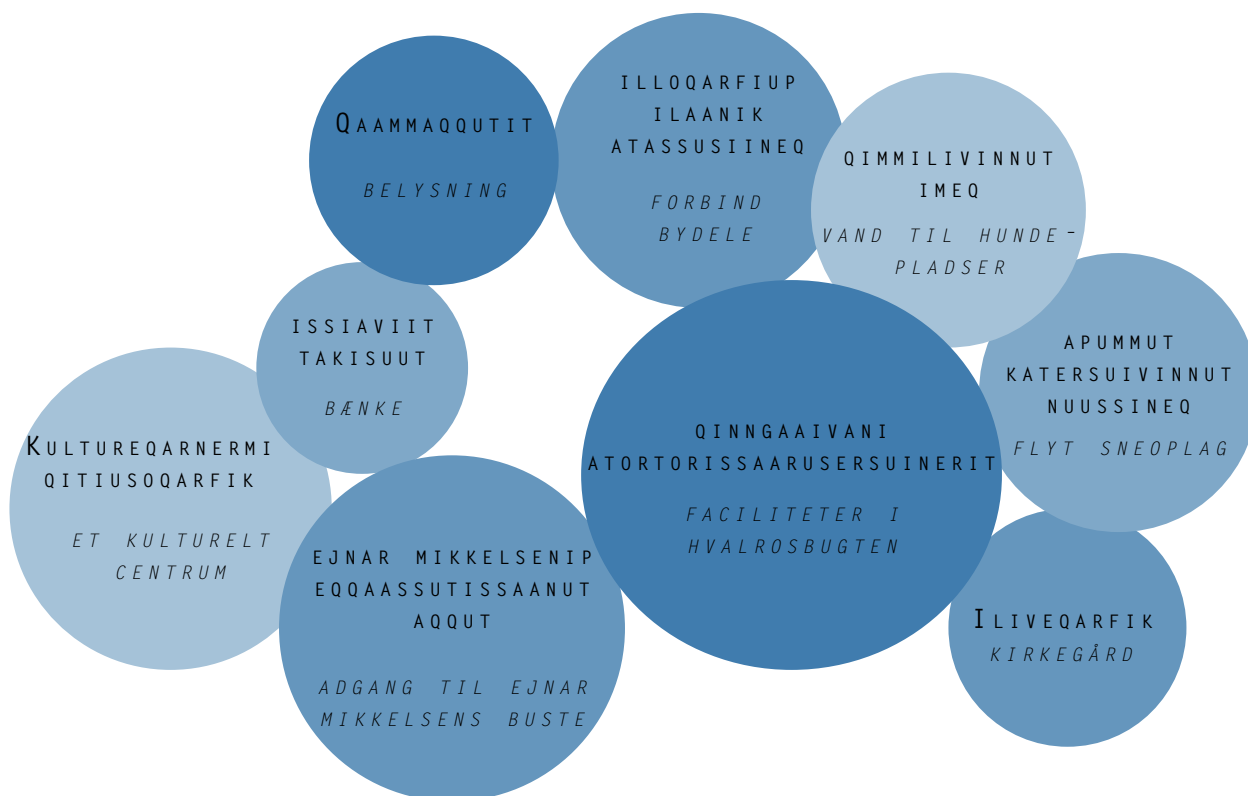 Qaammaqqutit
BELYSNING
ILLOQARFIUP
ILAANIK
ATASSUSIINEQ
FORBIND
BYDELE
QIMMILIVINNUT
IMEQ
VAND TIL HUNDE-
PLADSER
ISSIAVIIT
TAKISUUT
BÆNKE
APUMMUT
KATERSUIVINNUT
NUUSSINEQ
FLYT SNEOPLAG
Kultureqarnermi
qitiusoqarfik
ET KULTURELT
CENTRUM
QINNGAAIVANI
ATORTORISSAARUSERSUINERIT
FACILITETER I
HVALROSBUGTEN
EJNAR MIKKELSENIP
EQQAASSUTISSAANUT
AQQUT
ADGANG TIL EJNAR
MIKKELSENS BUSTE
Iliveqarfik
KIRKEGÅRD